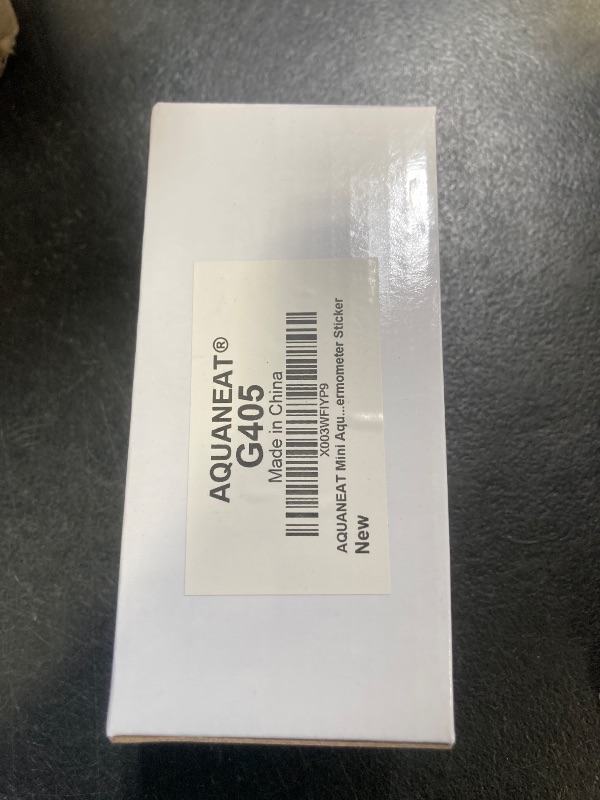 AQUANEAT®
G405
Made in China
X003WFIYP9
AQUANEAT Mini Aqu...ermometer Sticker
New